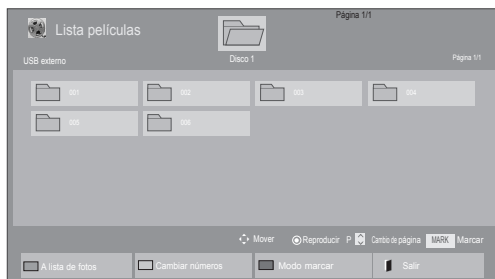 Página 1/1
Lista películas
Disco 1
USB externo
Página 1/1
001 002 003 004
005 006
Mover Reproducir P Cambio de página MARK Marcar
A lista de fotos Cambiar números Modo marcar Salir